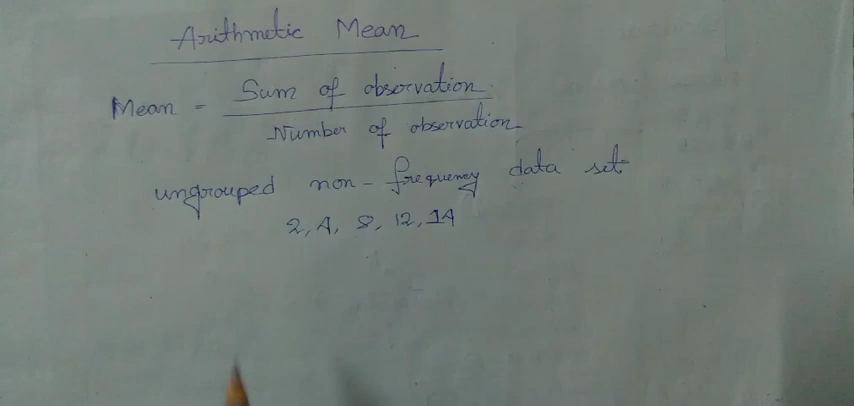 Arithmetic Mean
Mean = Sum of observation
Number of observation
ungrouped non-frequency data set
2, 4, 8, 12, 14